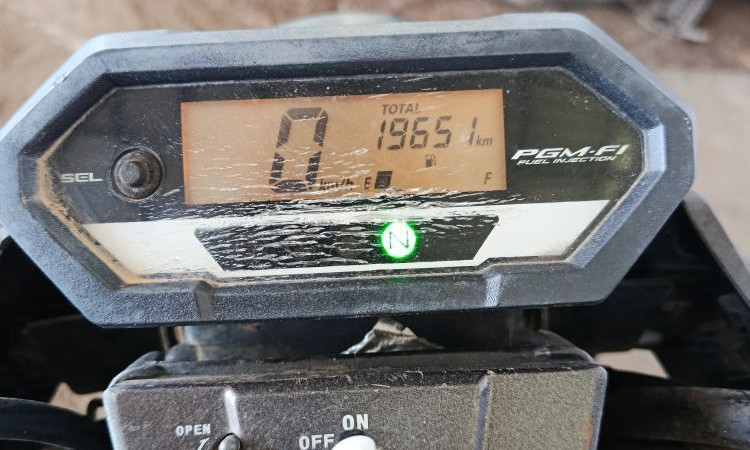 TOTAL
0 km/h 19651 km
E F
SEL
PGM-FI
FUEL INJECTION
N
OPEN
ON
OFF